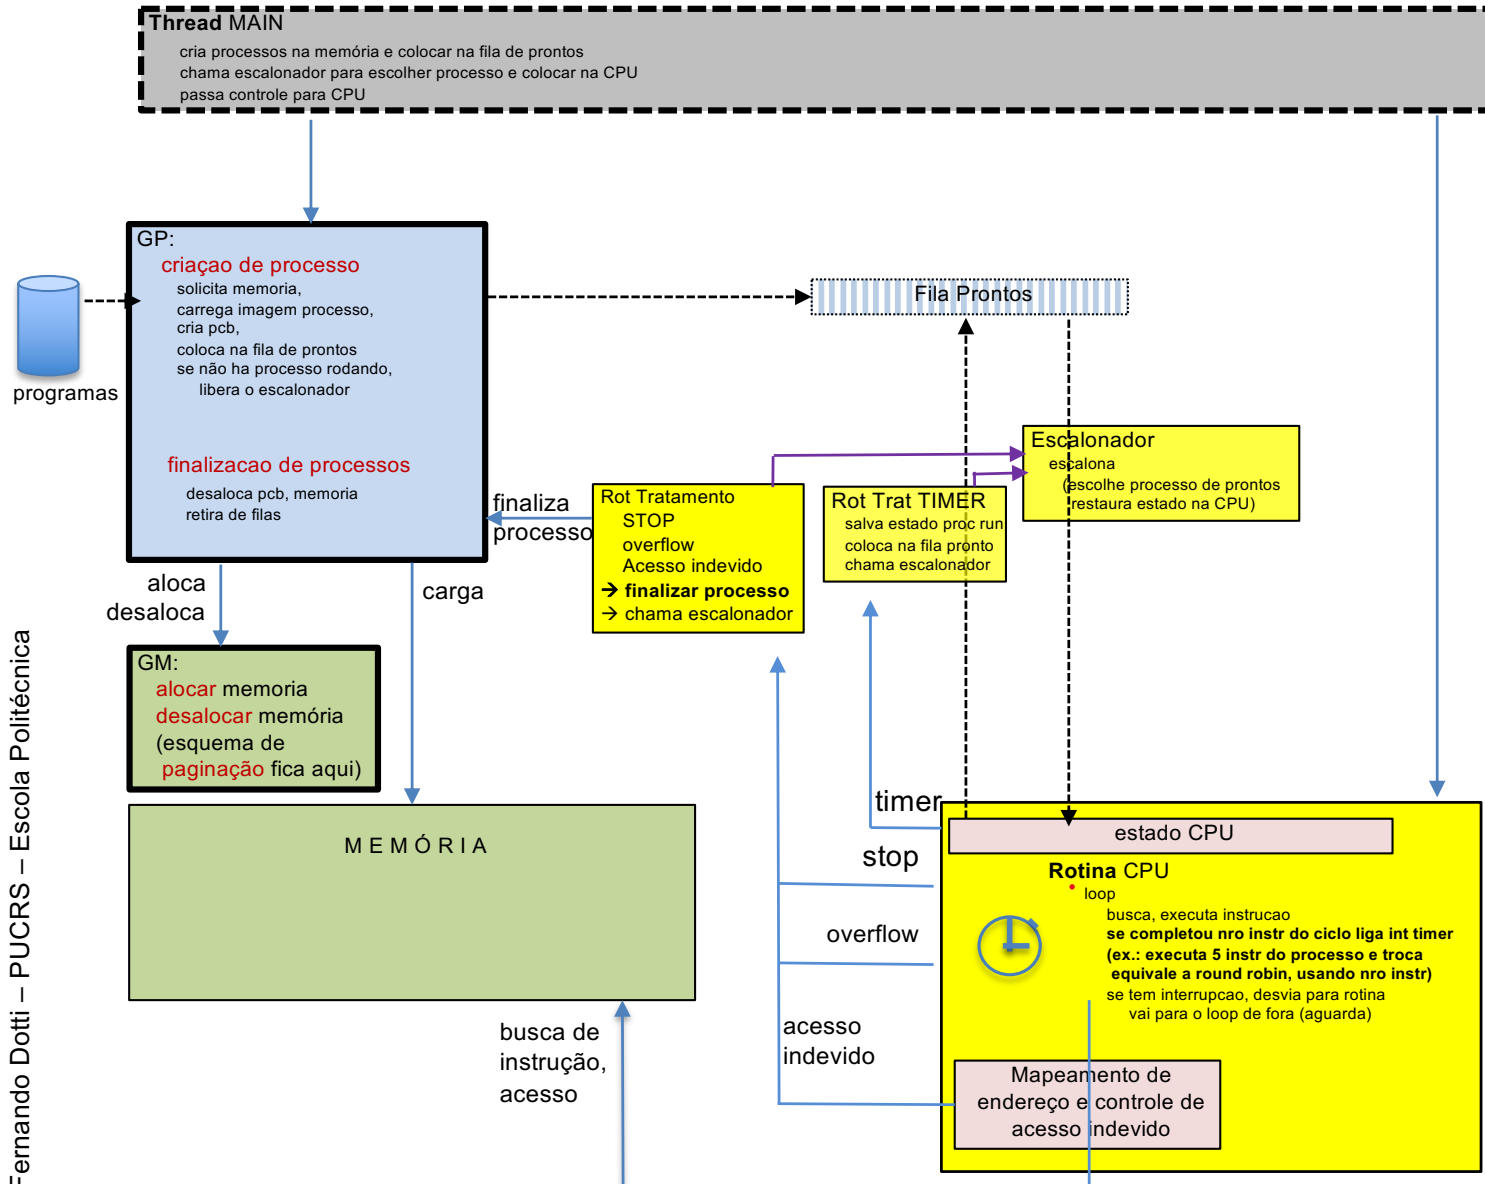 Thread MAIN
cria processos na memória e colocar na fila de prontos
chama escalonador para escolher processo e colocar na CPU
passa controle para CPU
GP:
criaçao de processo
solicita memoria,
carrega imagem processo,
cria pcb,
coloca na fila de prontos
se não ha processo rodando,
libera o escalonador
finalizacao de processos
desaloca pcb, memoria
retira de filas
programas
Fila Prontos
Escalonador
escalona
(escolhe processo de prontos
restaura estado na CPU)
finaliza
processo
Rot Tratamento
STOP
overflow
Acesso indevido
→ finalizar processo
→ chama escalonador
Rot Trat TIMER
salva estado proc run
coloca na fila pronto
chama escalonador
aloca
desaloca
carga
GM:
alocar memoria
desalocar memória
(esquema de
paginação fica aqui)
M E M Ó R I A
timer
stop
overflow
acesso
indevido
busca de
instrução,
acesso
estado CPU
Rotina CPU
• loop
busca, executa instrucao
se completou nro instr do ciclo liga int timer
(ex.: executa 5 instr do processo e troca
equivale a round robin, usando nro instr)
se tem interrupcao, desvia para rotina
vai para o loop de fora (aguarda)
Mapeamento de
endereço e controle de
acesso indevido
Fernando Dotti – PUCRS – Escola Politécnica